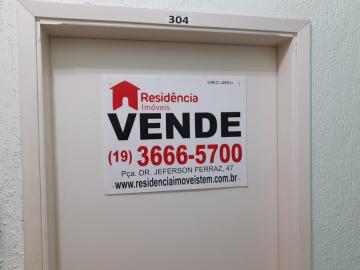 304
Residência
Imóveis
VENDE
(19) 3666-5700
Pça. DR. JEFERSON FERRAZ, 47
www.residenciaimoveistem.com.br